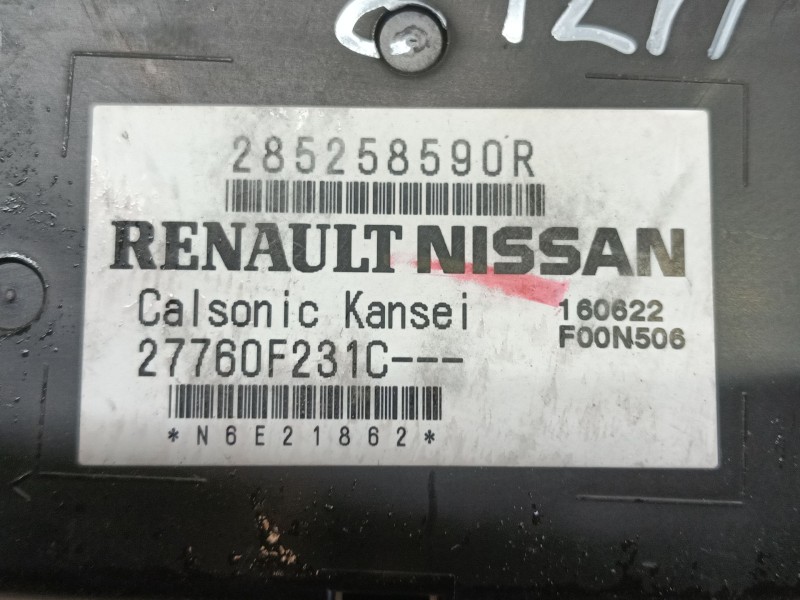 285258590R
RENAULT NISSAN
Calsonic Kansei
160622
27760F231C---
F00N506
*N6E21862*